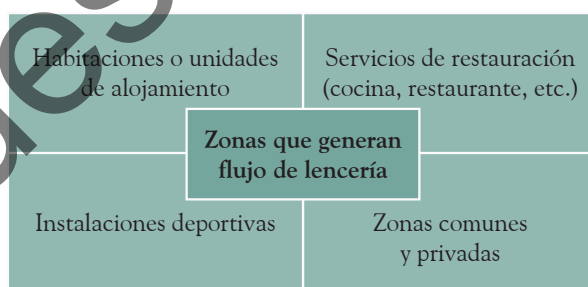 Habitaciones o unidades
de alojamiento
Servicios de restauración
(cocina, restaurante, etc.)
Zonas que generan
flujo de lencería
Instalaciones deportivas
Zonas comunes
y privadas